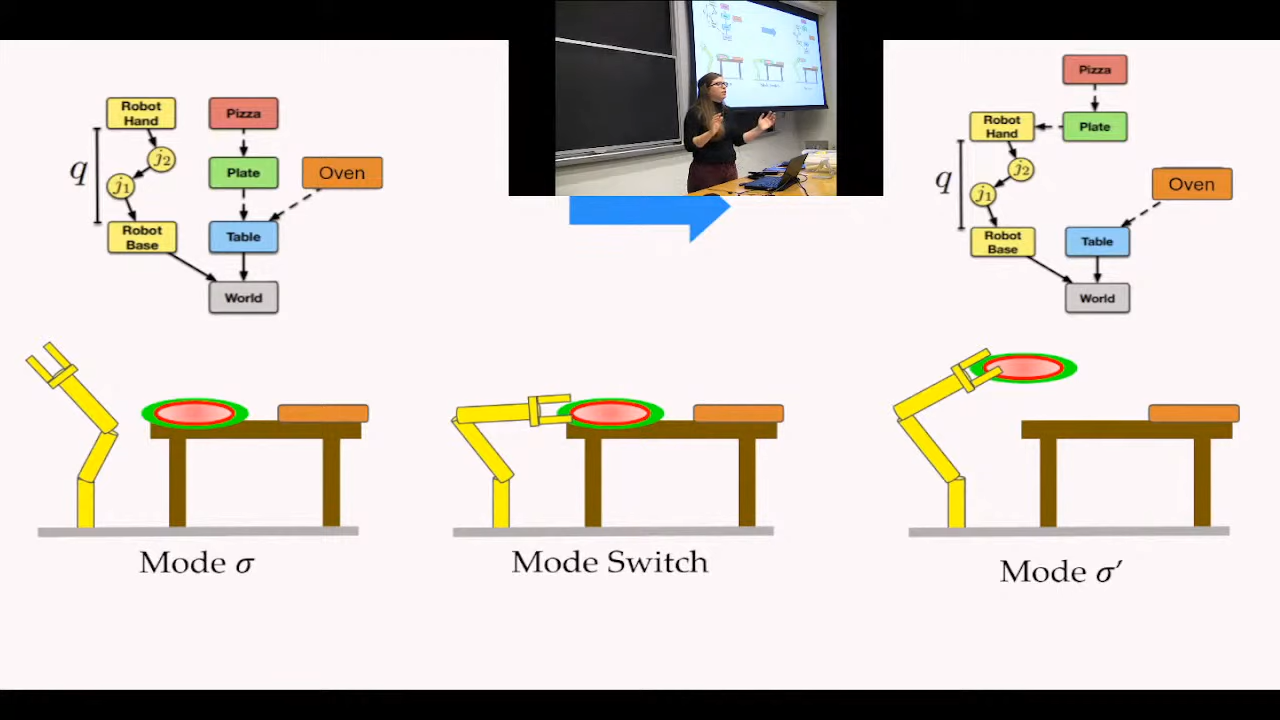 Robot
Hand
Pizza
j2
q
Plate
Oven
j1
Robot
Base
Table
World
Pizza
Robot
Hand
Plate
j2
q
j1
Oven
Robot
Base
Table
World
Mode σ
Mode Switch
Mode σ′